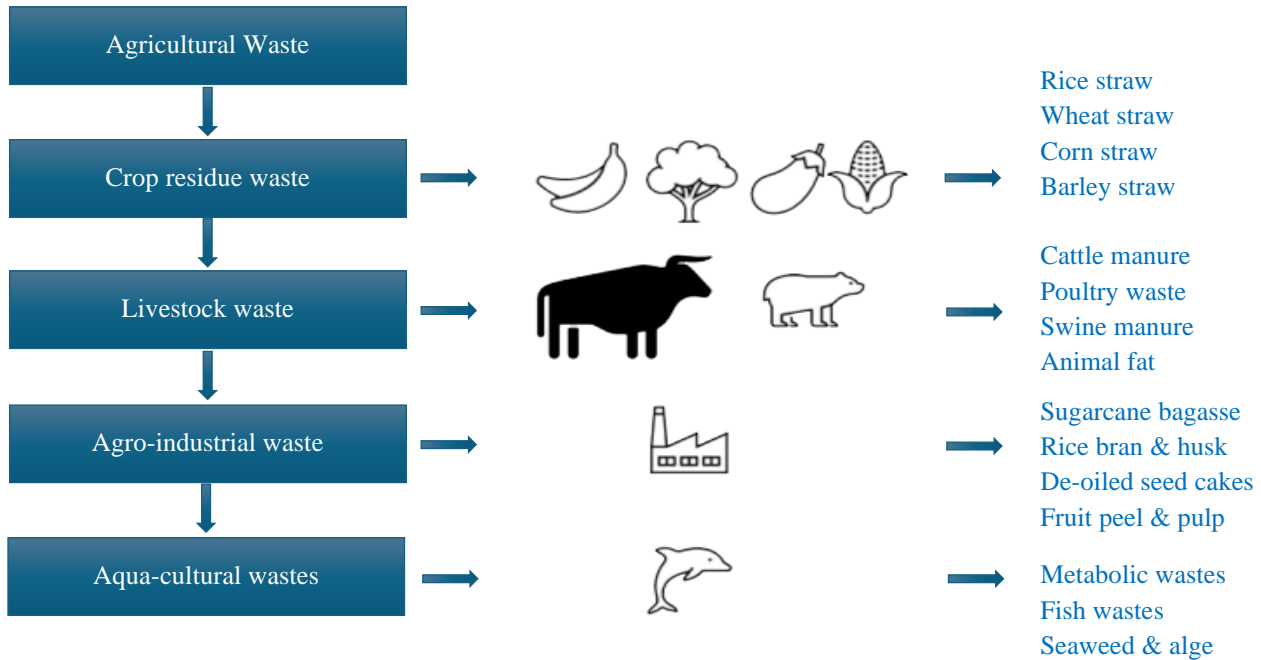 Agricultural Waste
Rice straw
Wheat straw
Corn straw
Barley straw
Crop residue waste
Cattle manure
Poultry waste
Swine manure
Animal fat
Livestock waste
Sugarcane bagasse
Rice bran & husk
De-oiled seed cakes
Fruit peel & pulp
Agro-industrial waste
Aqua-cultural wastes
Metabolic wastes
Fish wastes
Seaweed & alge